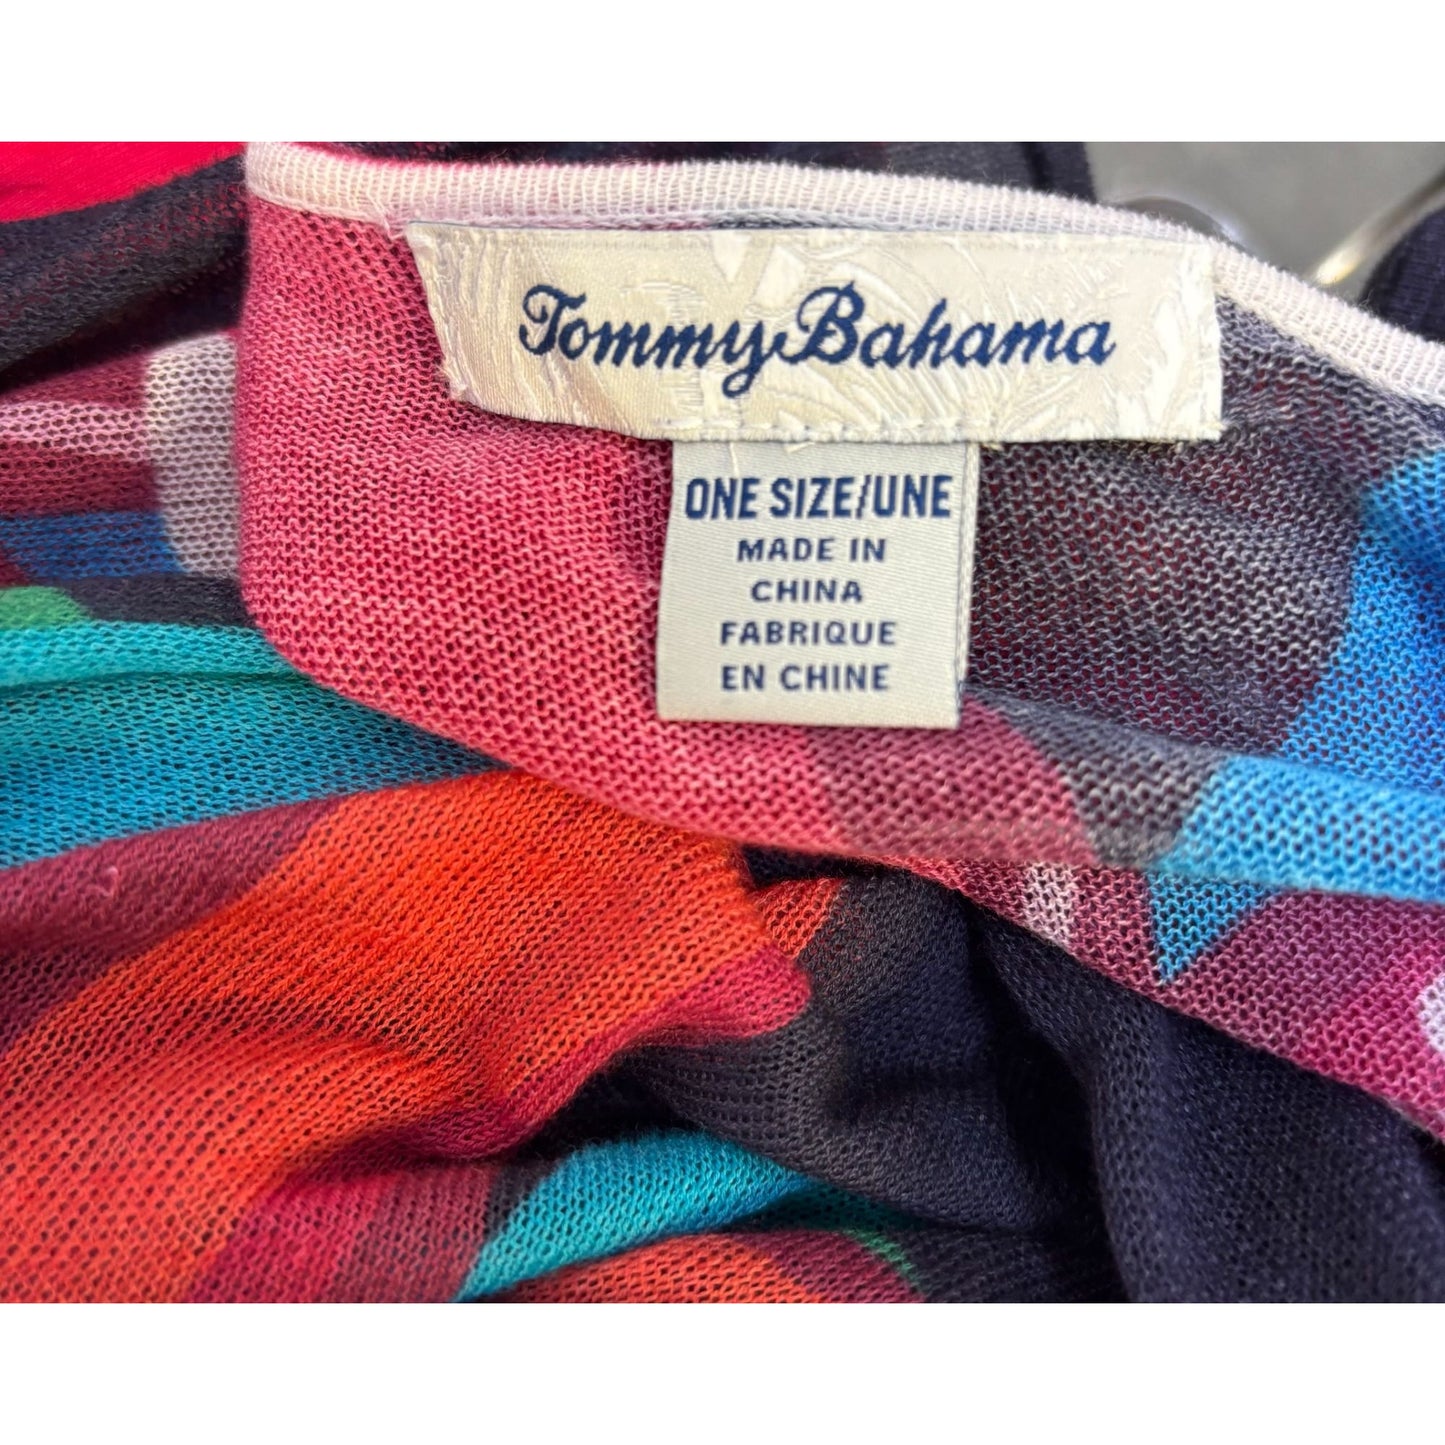 Tommy Bahama
ONE SIZE/UNE
MADE IN
CHINA
FABRIQUE
EN CHINE